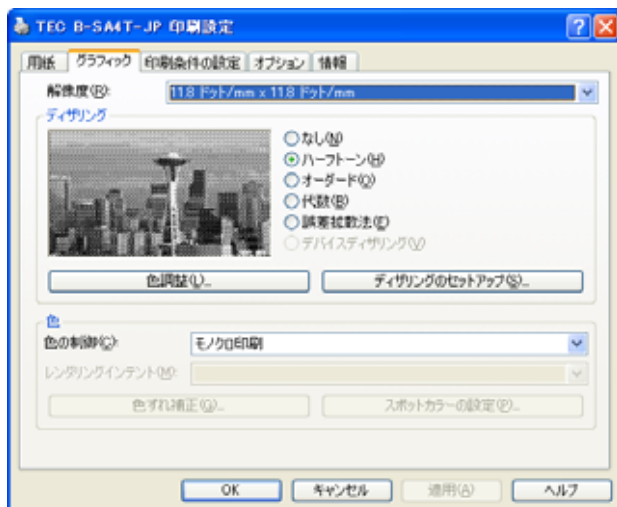 TEC B-SA4T-JP 印刷設定
用紙 グラフィック 印刷条件の設定 オプション 情報
解像度(R): 11.8 ドット/mm x 11.8 ドット/mm
ディザリング
なし(N)
ハーフトーン(H)
オーダード(O)
代数(B)
誤差拡散法(E)
デバイスディザリング(V)
色調整(L)... ディザリングのセットアップ(S)...
色
色の制御(C): モノクロ印刷
レンダリングインテント(M):
色ずれ補正(G)... スポットカラーの設定(P)...
OK キャンセル 適用(A) ヘルプ